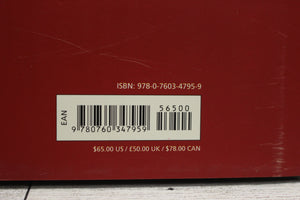 ISBN: 978-0-7603-4795-9
56500
EAN
9 780760 347959
$65.00 US / £50.00 UK / $78.00 CAN